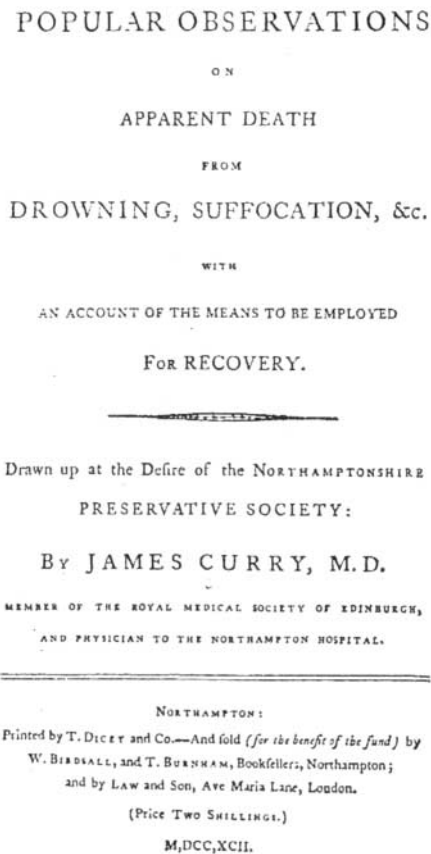 POPULAR OBSERVATIONS
ON
APPARENT DEATH
FROM
DROWNING, SUFFOCATION, &c.
WITH
AN ACCOUNT OF THE MEANS TO BE EMPLOYED
FOR RECOVERY.
Drawn up at the Deſire of the NORTHAMPTONSHIRE
PRESERVATIVE SOCIETY:
BY JAMES CURRY, M.D.
MEMBER OF THE ROYAL MEDICAL SOCIETY OF EDINBURGH,
AND PHYSICIAN TO THE NORTHAMPTON HOSPITAL.
NORTHAMPTON:
Printed by T. DICEY and Co.—And ſold (for the benefit of the fund) by
W. BIRDSALL, and T. BURNHAM, Bookſellers, Northampton;
and by LAW and Son, Ave Maria Lane, London.
(Price TWO SHILLINGS.)
M,DCC,XCII.